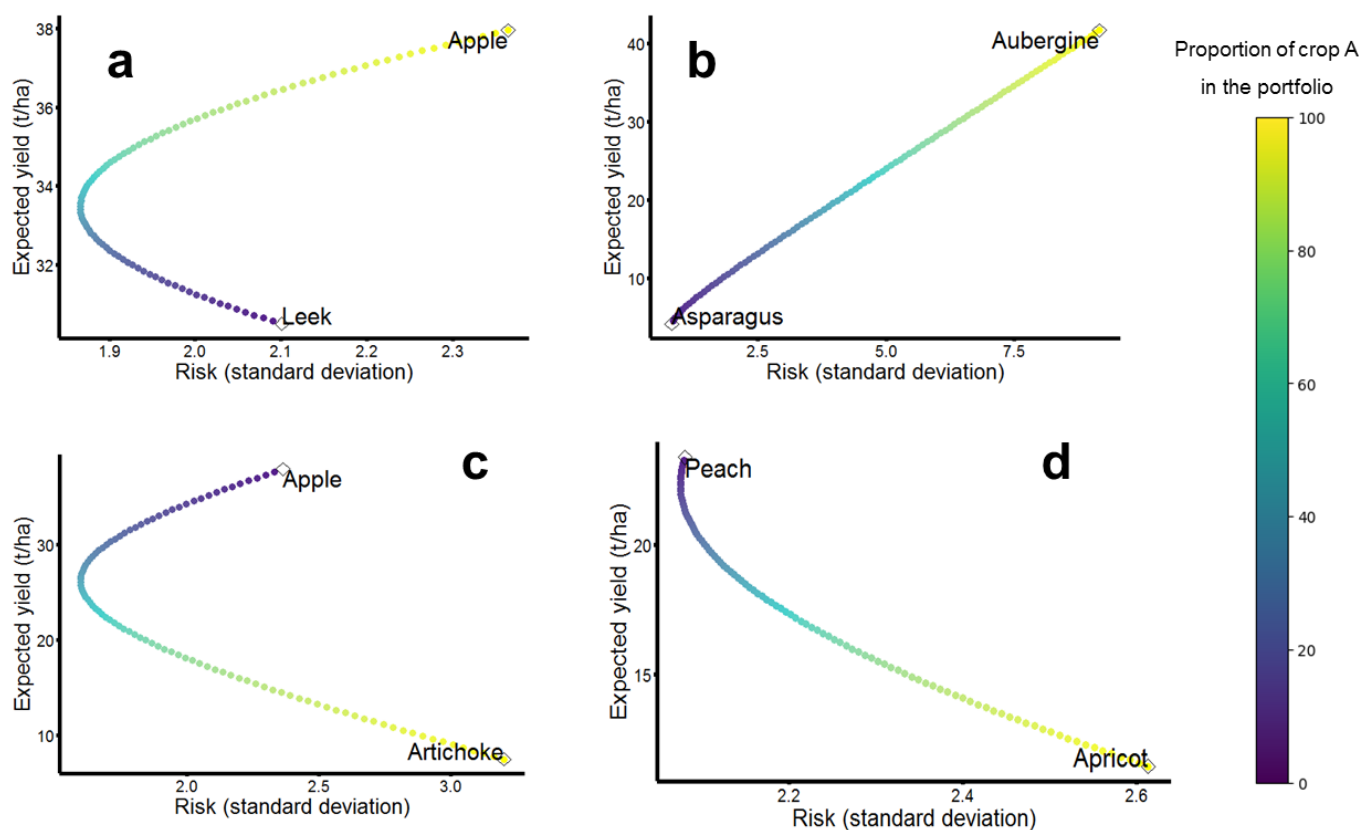 a
Expected yield (t/ha)
38
36
34
32
Apple
Leek
1.9 2.0 2.1 2.2 2.3
Risk (standard deviation)
b
Expected yield (t/ha)
40
30
20
10
Aubergine
Asparagus
2.5 5.0 7.5
Risk (standard deviation)
Proportion of crop A
in the portfolio
100
80
60
40
20
0
c
Expected yield (t/ha)
30
20
10
Apple
Artichoke
2.0 2.5 3.0
Risk (standard deviation)
d
Expected yield (t/ha)
20
15
Peach
Apricot
2.2 2.4 2.6
Risk (standard deviation)